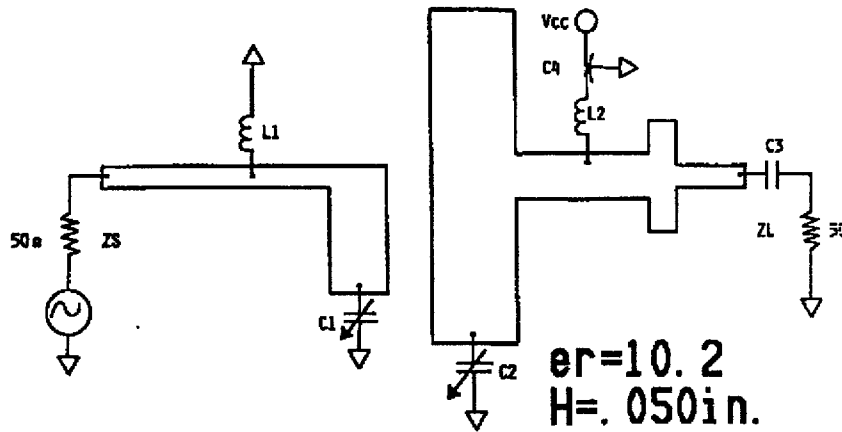 Vcc
C4
L2
L1
C3
50Ω ZS
ZL
C1
C2
er=10.2
H=.050in.